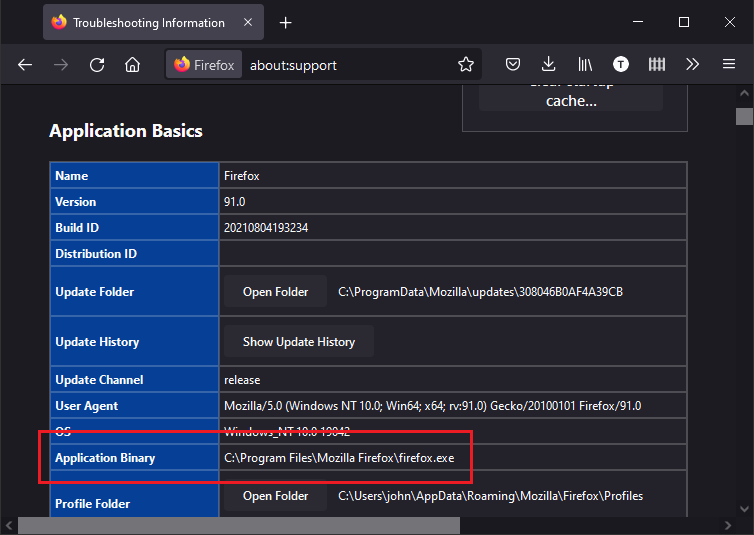 Troubleshooting Information
Firefox
about:support
T
cache...
Application Basics
Name Firefox
Version 91.0
Build ID 20210804193234
Distribution ID
Update Folder Open Folder C:\ProgramData\Mozilla\updates\308046B0AF4A39CB
Update History Show Update History
Update Channel release
User Agent Mozilla/5.0 (Windows NT 10.0; Win64; x64; rv:91.0) Gecko/20100101 Firefox/91.0
OS Windows_NT 10.0 19042
Application Binary C:\Program Files\Mozilla Firefox\firefox.exe
Profile Folder Open Folder C:\Users\john\AppData\Roaming\Mozilla\Firefox\Profiles